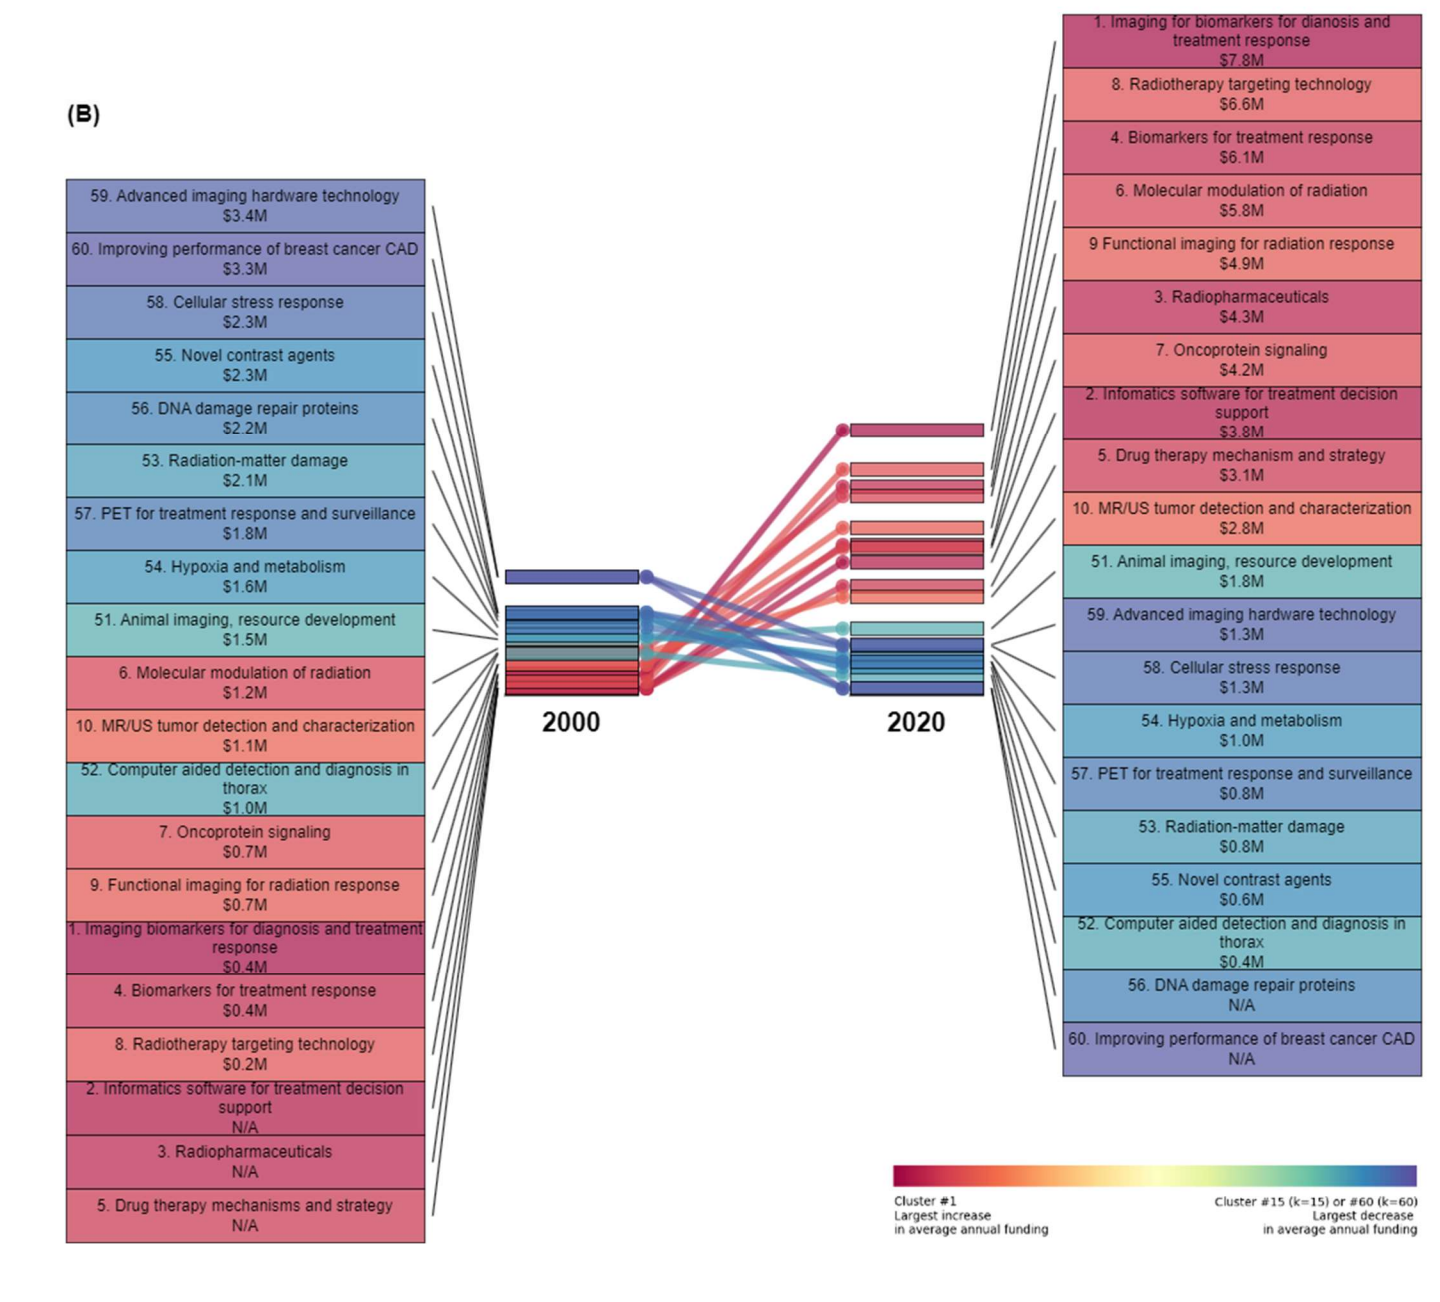 (B)
59. Advanced imaging hardware technology
$3.4M
60. Improving performance of breast cancer CAD
$3.3M
58. Cellular stress response
$2.3M
55. Novel contrast agents
$2.3M
56. DNA damage repair proteins
$2.2M
53. Radiation-matter damage
$2.1M
57. PET for treatment response and surveillance
$1.8M
54. Hypoxia and metabolism
$1.6M
51. Animal imaging, resource development
$1.5M
6. Molecular modulation of radiation
$1.2M
10. MR/US tumor detection and characterization
$1.1M
52. Computer aided detection and diagnosis in
thorax
$1.0M
7. Oncoprotein signaling
$0.7M
9. Functional imaging for radiation response
$0.7M
1. Imaging biomarkers for diagnosis and treatment
response
$0.4M
4. Biomarkers for treatment response
$0.4M
8. Radiotherapy targeting technology
$0.2M
2. Informatics software for treatment decision
support
N/A
3. Radiopharmaceuticals
N/A
5. Drug therapy mechanisms and strategy
N/A
2000
2020
1. Imaging for biomarkers for dianosis and
treatment response
$7.8M
8. Radiotherapy targeting technology
$6.6M
4. Biomarkers for treatment response
$6.1M
6. Molecular modulation of radiation
$5.8M
9 Functional imaging for radiation response
$4.9M
3. Radiopharmaceuticals
$4.3M
7. Oncoprotein signaling
$4.2M
2. Infomatics software for treatment decision
support
$3.8M
5. Drug therapy mechanism and strategy
$3.1M
10. MR/US tumor detection and characterization
$2.8M
51. Animal imaging, resource development
$1.8M
59. Advanced imaging hardware technology
$1.3M
58. Cellular stress response
$1.3M
54. Hypoxia and metabolism
$1.0M
57. PET for treatment response and surveillance
$0.8M
53. Radiation-matter damage
$0.8M
55. Novel contrast agents
$0.6M
52. Computer aided detection and diagnosis in
thorax
$0.4M
56. DNA damage repair proteins
N/A
60. Improving performance of breast cancer CAD
N/A
Cluster #1
Largest increase
in average annual funding
Cluster #15 (k=15) or #60 (k=60)
Largest decrease
in average annual funding